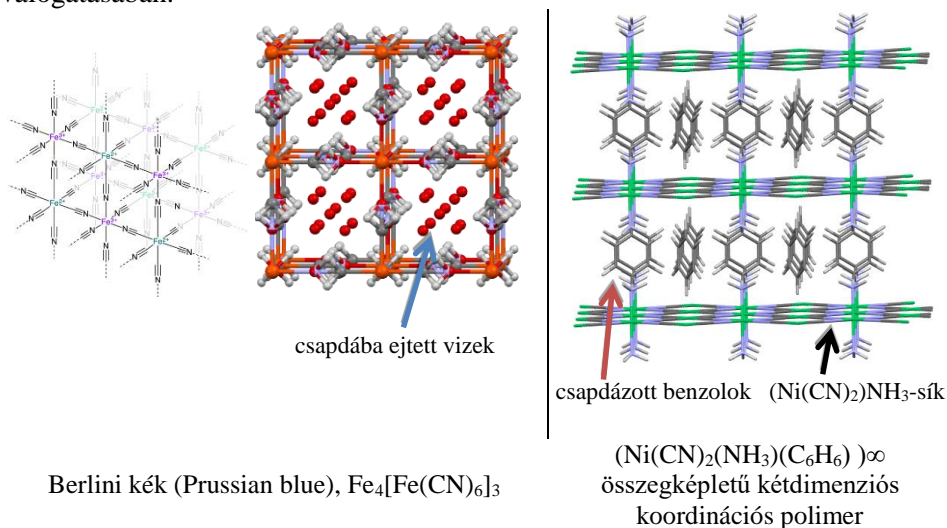 válogatásában.
csapdába ejtett vizek
csapdázott benzolok (Ni(CN)₂)NH₃-sík
Berlini kék (Prussian blue), Fe₄[Fe(CN)₆]₃
(Ni(CN)₂(NH₃)(C₆H₆) )∞
összegképletű kétdimenziós
koordinációs polimer